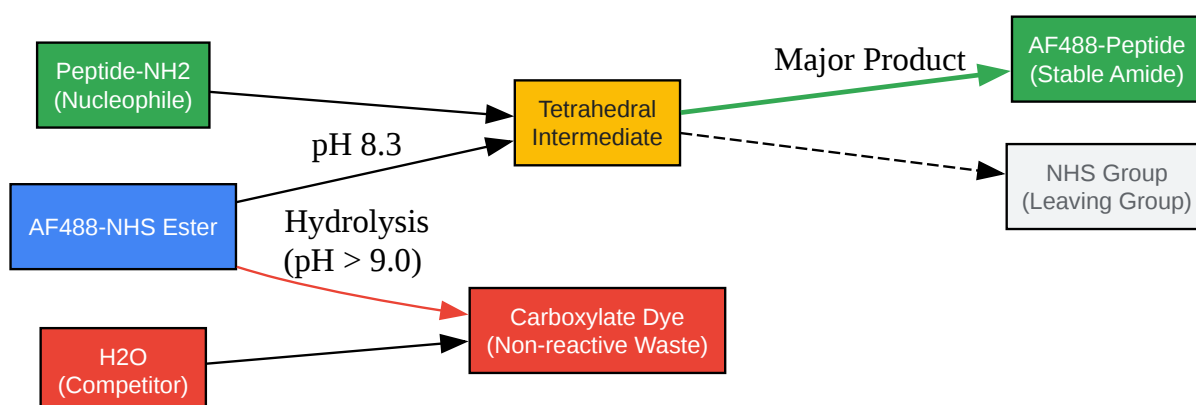 Peptide-NH2
(Nucleophile)
pH 8.3
AF488-NHS Ester
Hydrolysis
(pH > 9.0)
H2O
(Competitor)
Tetrahedral
Intermediate
Carboxylate Dye
(Non-reactive Waste)
Major Product
AF488-Peptide
(Stable Amide)
NHS Group
(Leaving Group)